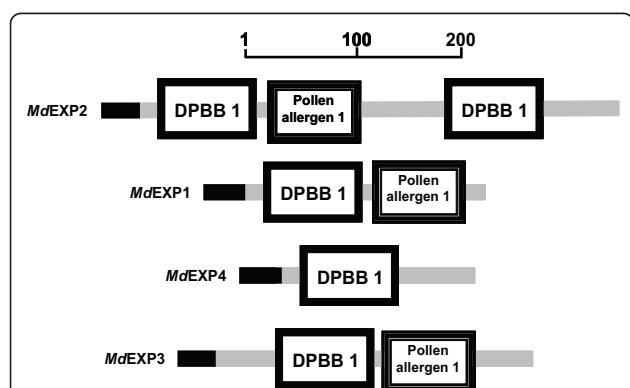 1 100 200
MdEXP2 DPBB 1 Pollen allergen 1 DPBB 1
MdEXP1 DPBB 1 Pollen allergen 1
MdEXP4 DPBB 1
MdEXP3 DPBB 1 Pollen allergen 1